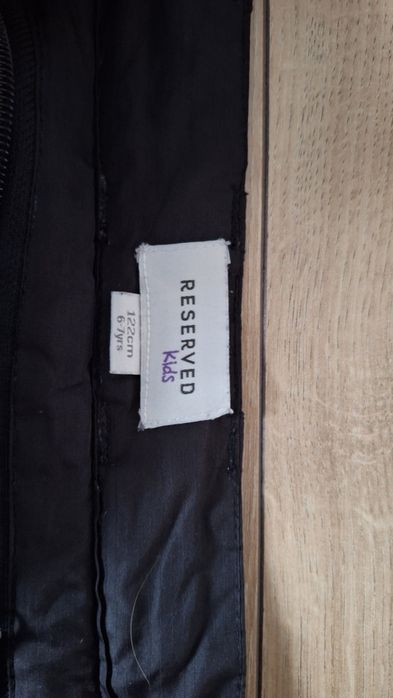 RESERVED
kids
122cm
6-7yrs